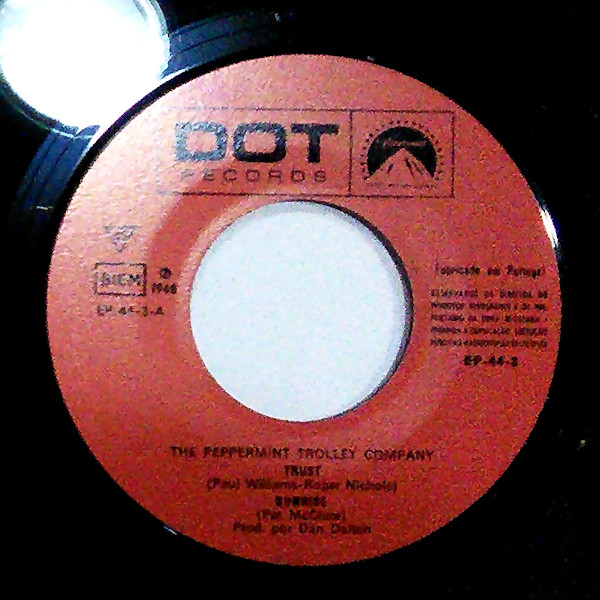 DOT
RECORDS
BIEM
℗
1968
EP 44-3-A
Fabricado em Portugal
EP-44-3
THE PEPPERMINT TROLLEY COMPANY
TRUST
(Paul Williams-Roger Nichols)
SUNRISE
(Pat McClure)
Prod. por Dan Dalton